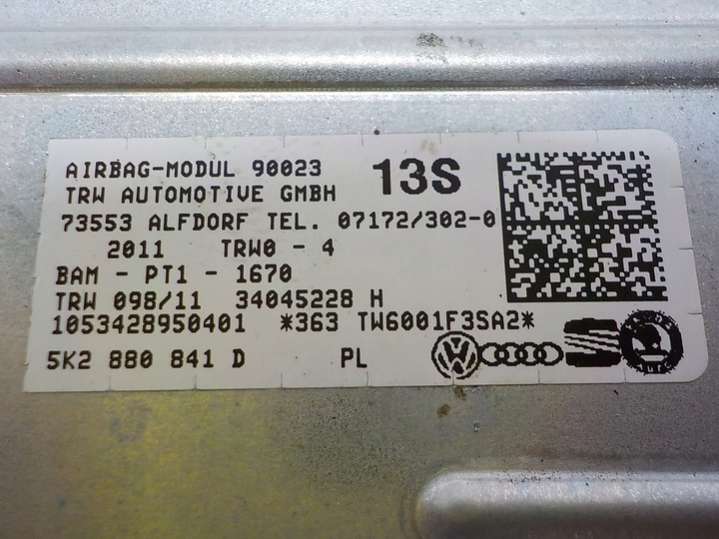 AIRBAG-MODUL 90023 13S
TRW AUTOMOTIVE GMBH
73553 ALFDORF TEL. 07172/302-0
2011 TRW0 - 4
BAM - PT1 - 1670
TRW 098/11 34045228 H
1053428950401 *363 TW6001F3SA2*
5K2 880 841 D PL